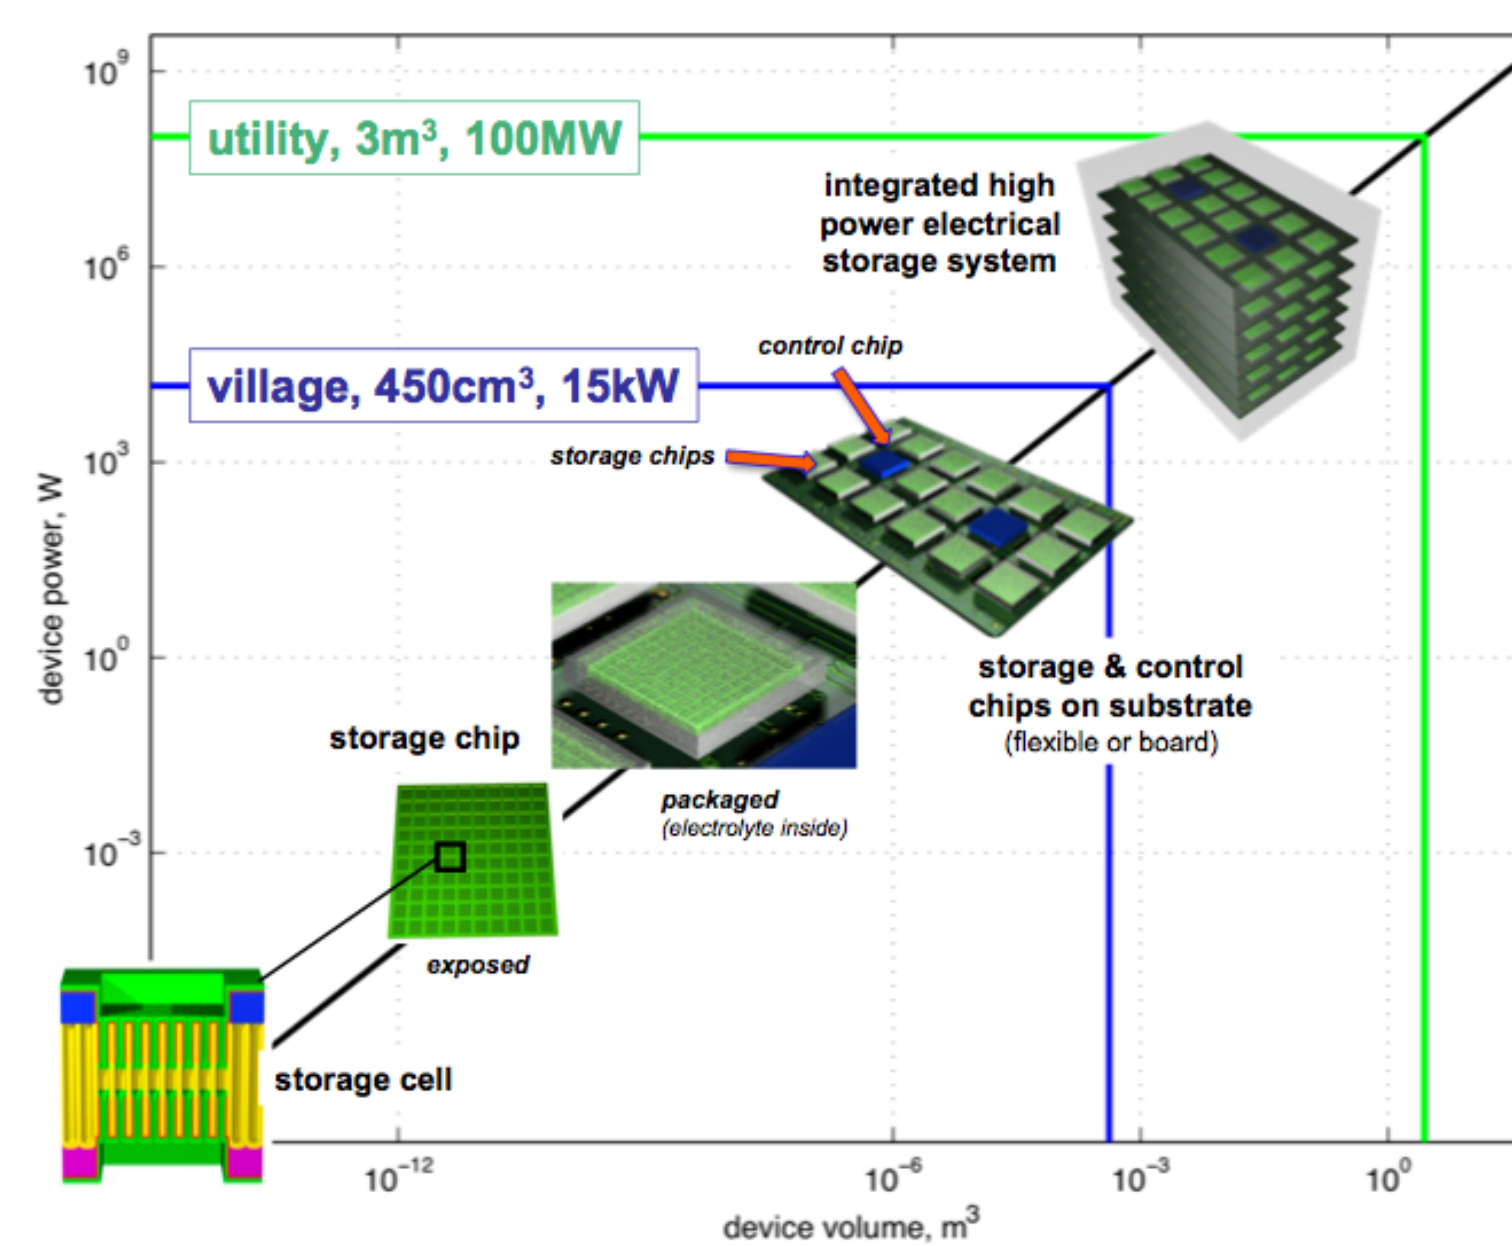 10⁹
utility, 3m³, 100MW
integrated high
power electrical
storage system
10⁶
control chip
village, 450cm³, 15kW
storage chips
10³
device power, W
10⁰
storage & control
chips on substrate
(flexible or board)
storage chip
packaged
(electrolyte inside)
10⁻³
exposed
storage cell
10⁻¹²
10⁻⁶
10⁻³
10⁰
device volume, m³